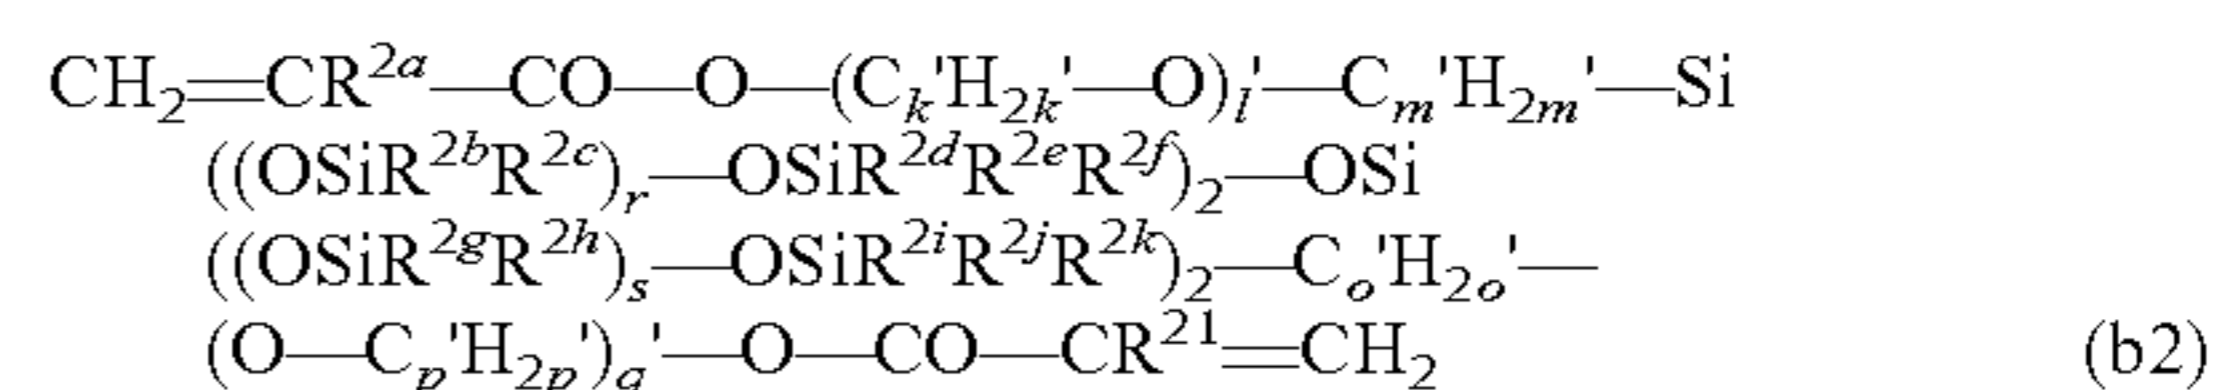 CH₂=CR²ᵃ—CO—O—(Cₖ'H₂ₖ'—O)ₗ'—Cₘ'H₂ₘ'—Si
((OSiR²ᵇR²ᶜ)ᵣ—OSiR²ᵈR²ᵉR²ᶠ)₂—OSi
((OSiR²ᵍR²ʰ)ₛ—OSiR²ⁱR²ʲR²ᵏ)₂—Cₒ'H₂ₒ'—
(O—Cₚ'H₂ₚ')q'—O—CO—CR²¹=CH₂ (b2)